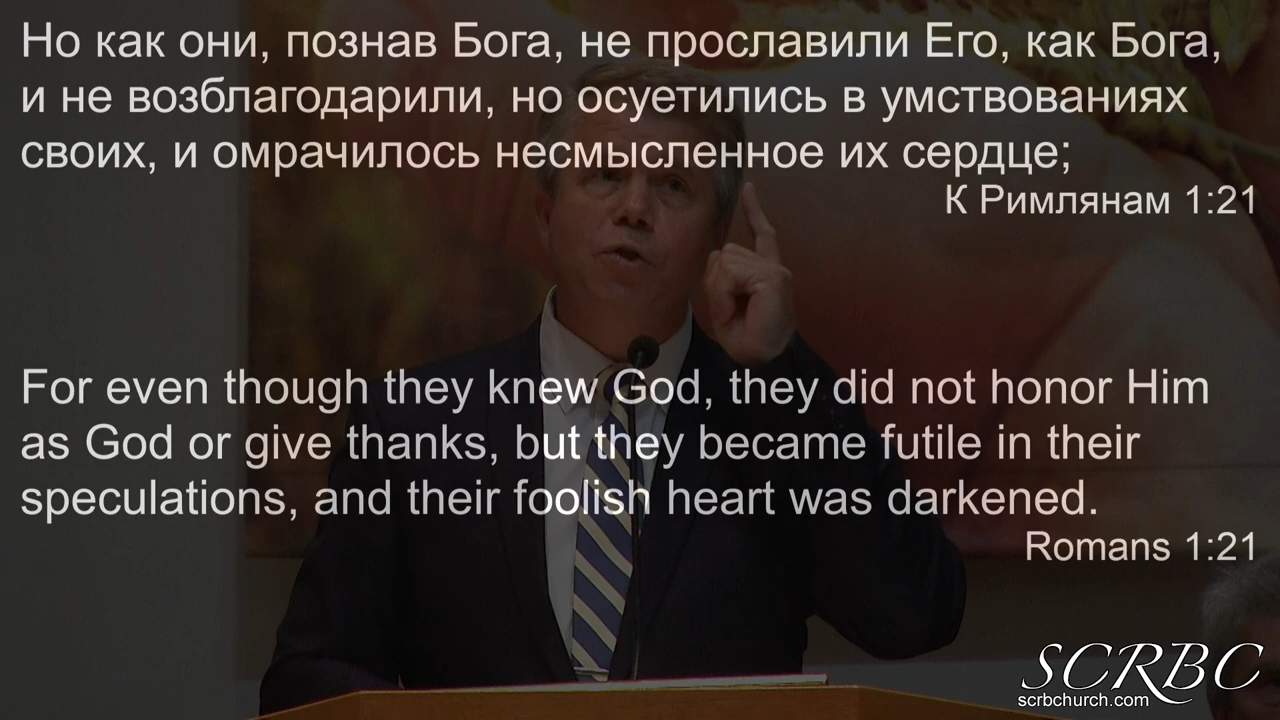 Но как они, познав Бога, не прославили Его, как Бога,
и не возблагодарили, но осуетились в умствованиях
своих, и омрачилось несмысленное их сердце;
К Римлянам 1:21
For even though they knew God, they did not honor Him
as God or give thanks, but they became futile in their
speculations, and their foolish heart was darkened.
Romans 1:21
SCRBC
scrbchurch.com